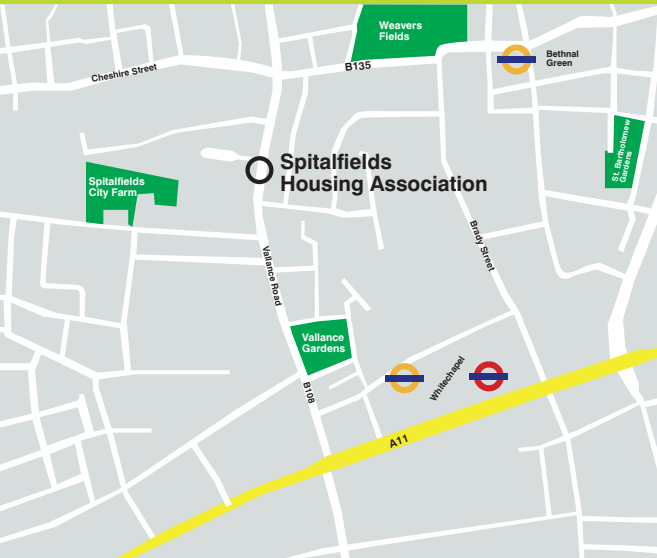 Weavers
Fields
Bethnal
Green
B135
Cheshire Street
St. Bartholomew
Gardens
Spitalfields
Housing Association
Spitalfields
City Farm
Brady Street
Vallance Road
Vallance
Gardens
Whitechapel
B108
A11